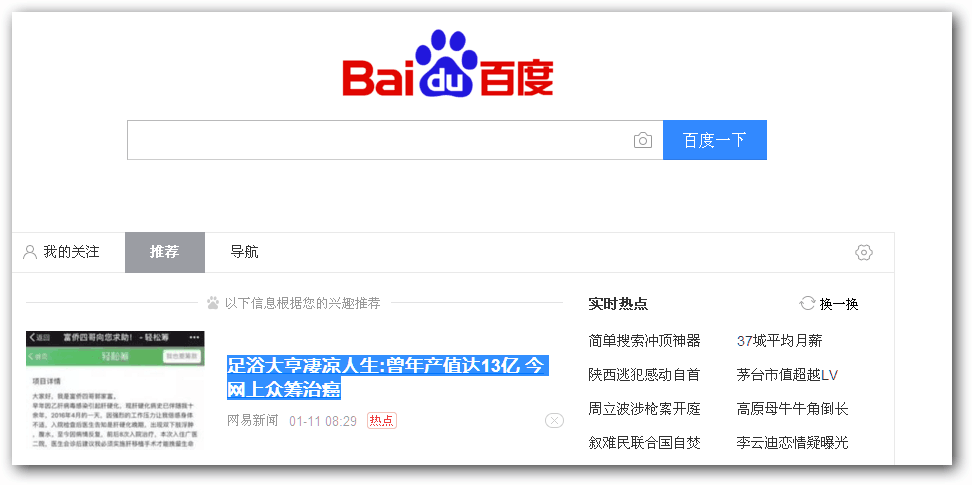 Bai du 百度
百度一下
我的关注 推荐 导航
以下信息根据您的兴趣推荐
实时热点 换一换
返回 富侨四哥向您求助! - 轻松筹
轻松筹
项目详情
大家好,我是富侨四哥郭家富。
足浴大亨凄凉人生:曾年产值达13亿 今
网上众筹治癌
网易新闻 01-11 08:29 热点
简单搜索冲顶神器 37城平均月薪
陕西逃犯感动自首 茅台市值超越LV
周立波涉枪案开庭 高原母牛牛角倒长
叙难民联合国自焚 李云迪恋情疑曝光